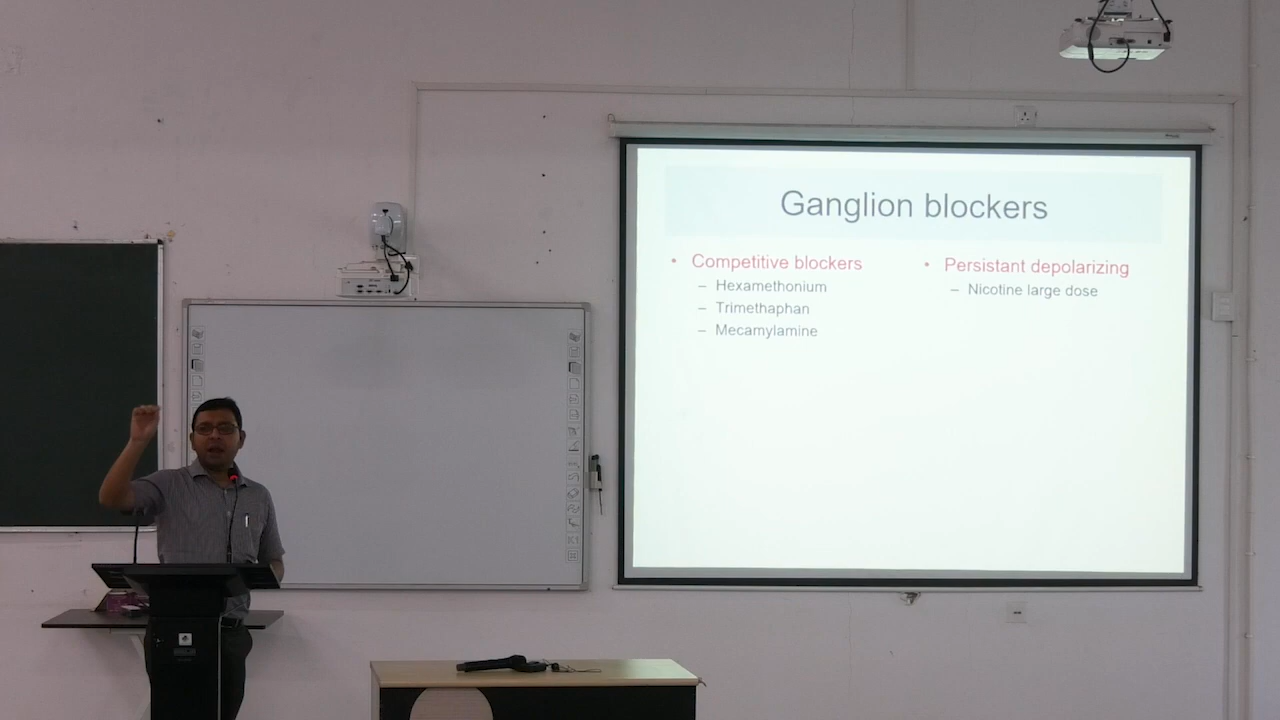 Ganglion blockers
• Competitive blockers
– Hexamethonium
– Trimethaphan
– Mecamylamine
• Persistant depolarizing
– Nicotine large dose